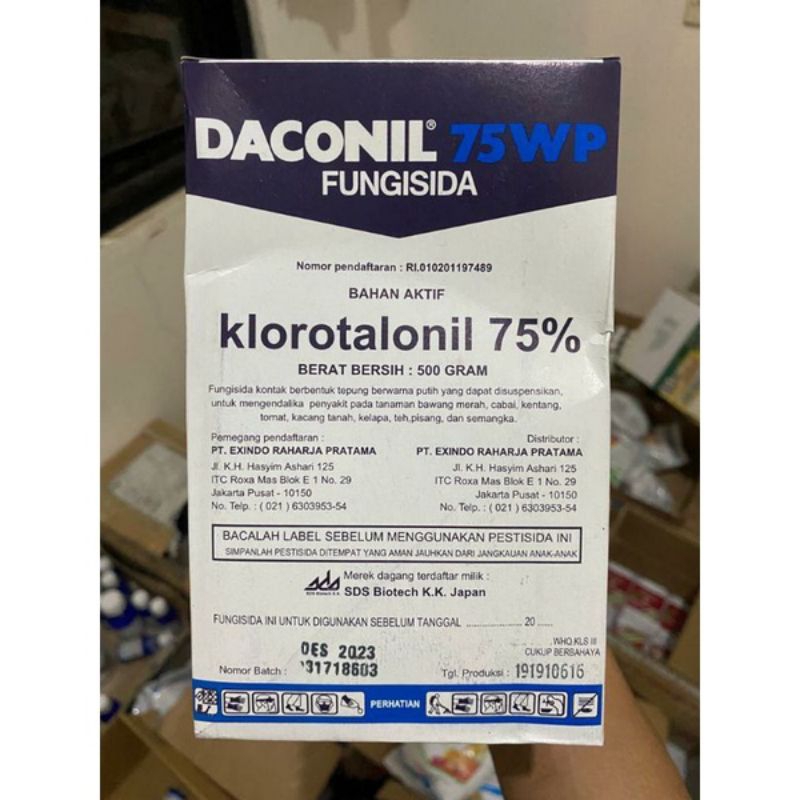 DACONIL® 75WP
FUNGISIDA
Nomor pendaftaran : RI.010201197489
BAHAN AKTIF
klorotalonil 75%
BERAT BERSIH : 500 GRAM
Fungisida kontak berbentuk tepung berwarna putih yang dapat disuspensikan,
untuk mengendalika penyakit pada tanaman bawang merah, cabai, kentang,
tomat, kacang tanah, kelapa, teh,pisang, dan semangka.
Pemegang pendaftaran :
PT. EXINDO RAHARJA PRATAMA
Jl. K.H. Hasyim Ashari 125
ITC Roxa Mas Blok E 1 No. 29
Jakarta Pusat - 10150
No. Telp. : ( 021 ) 6303953-54
Distributor :
PT. EXINDO RAHARJA PRATAMA
Jl. K.H. Hasyim Ashari 125
ITC Roxa Mas Blok E 1 No. 29
Jakarta Pusat - 10150
No. Telp. : ( 021 ) 6303953-54
BACALAH LABEL SEBELUM MENGGUNAKAN PESTISIDA INI
SIMPANLAH PESTISIDA DITEMPAT YANG AMAN JAUHKAN DARI JANGKAUAN ANAK-ANAK
sds
SDS Biotech K.K.
Merek dagang terdaftar milik :
SDS Biotech K.K. Japan
FUNGISIDA INI UNTUK DIGUNAKAN SEBELUM TANGGAL .................... 20 .....
DES 2023
WHO.KLS III
CUKUP BERBAHAYA
Nomor Batch : 31718603
Tgl. Produksi : 191910616
PERHATIAN